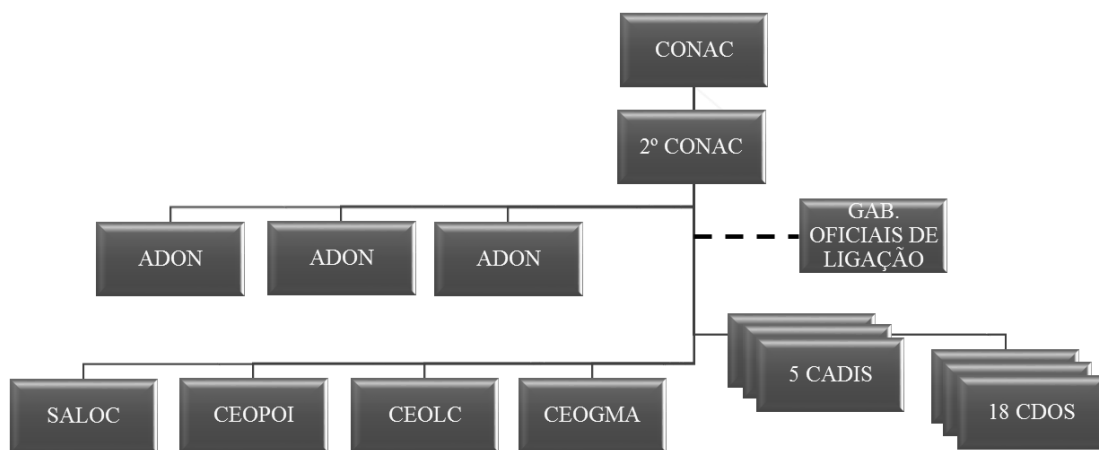 CONAC
2º CONAC
GAB.
OFICIAIS DE
LIGAÇÃO
ADON
ADON
ADON
5 CADIS
18 CDOS
SALOC
CEOPOI
CEOLC
CEOGMA